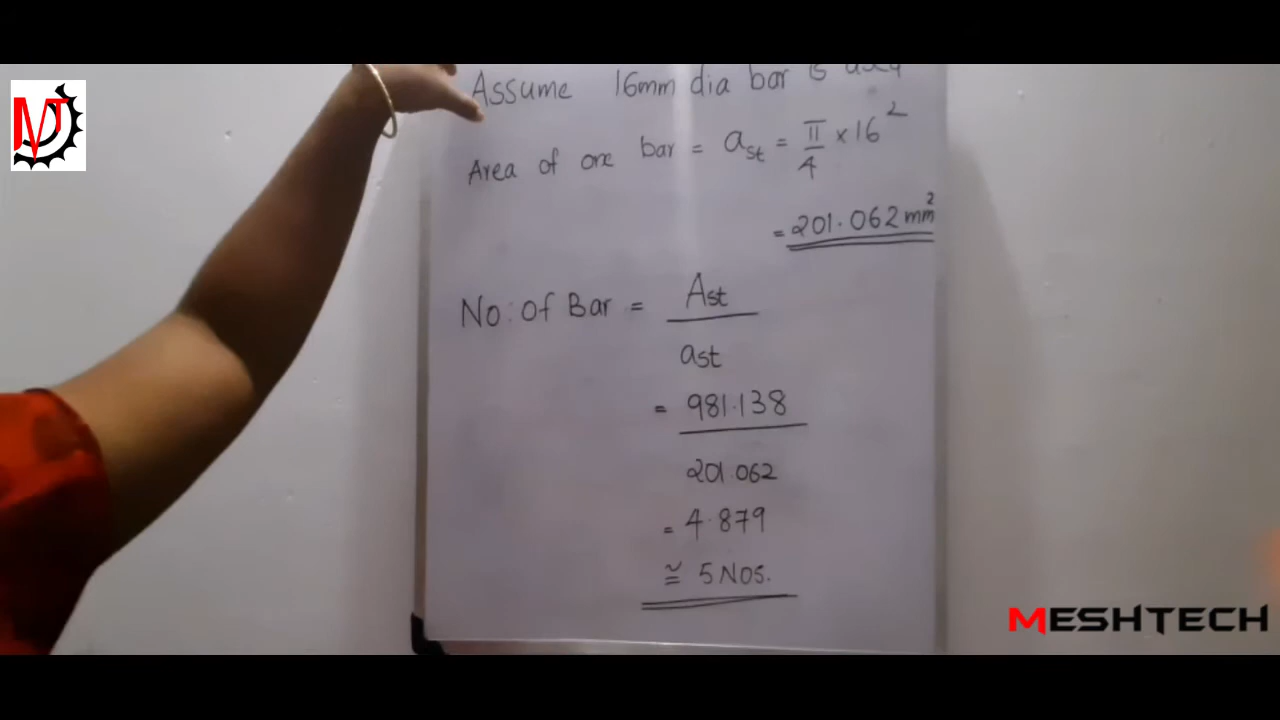 Assume 16mm dia bar is used
Area of one bar = ast = π/4 × 16²
= 201.062 mm²
No: Of Bar = Ast
ast
= 981.138
201.062
= 4.879
≅ 5 Nos.
MESHTECH